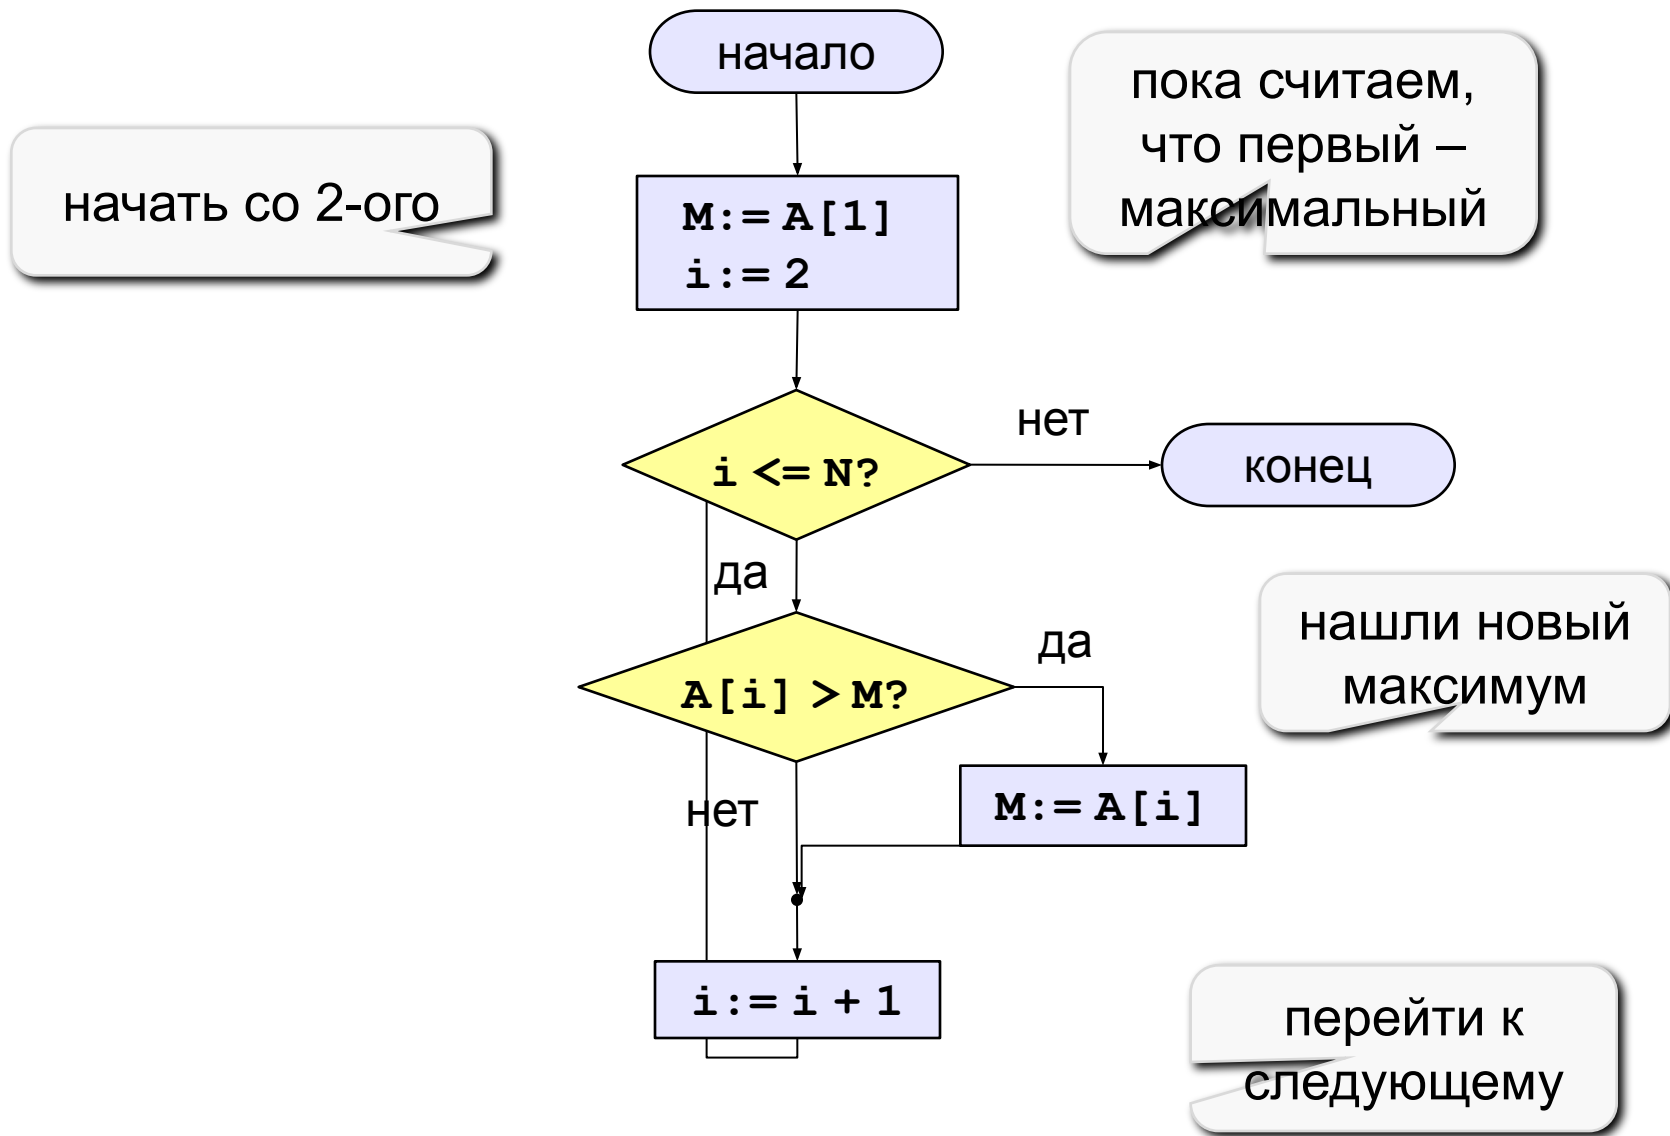 начало
пока считаем,
что первый –
максимальный
начать со 2-ого
M:= A[1]
i:= 2
i <= N?
нет
конец
да
A[i] > M?
да
нашли новый
максимум
нет
M:= A[i]
i:= i + 1
перейти к
следующему